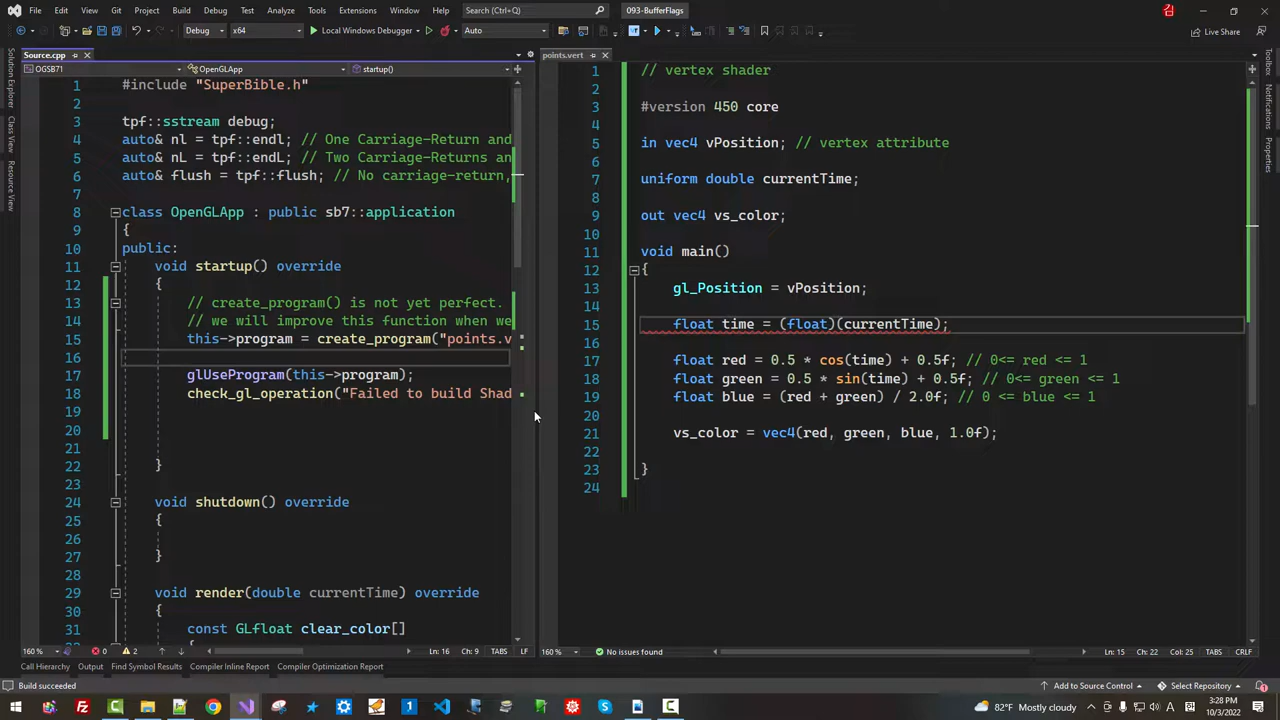 File Edit View Git Project Build Debug Test Analyze Tools Extensions Window Help Search (Ctrl+Q) 093-BufferFlags
Debug x64 Local Windows Debugger Auto Live Share
Source.cpp
OGSB71 OpenGLApp startup()
1 #include "SuperBible.h"
2
3 tpf::sstream debug;
4 auto& nl = tpf::endl; // One Carriage-Return and
5 auto& nL = tpf::endL; // Two Carriage-Returns an
6 auto& flush = tpf::flush; // No carriage-return,
7
8 class OpenGLApp : public sb7::application
9 {
10 public:
11 void startup() override
12 {
13 // create_program() is not yet perfect.
14 // we will improve this function when we
15 this->program = create_program("points.v
16
17 glUseProgram(this->program);
18 check_gl_operation("Failed to build Shad
19
20
21
22 }
23
24 void shutdown() override
25 {
26
27 }
28
29 void render(double currentTime) override
30 {
31 const GLfloat clear_color[]
160 % 0 2 Ln: 16 Ch: 9 TABS LF
points.vert
1 // vertex shader
2
3 #version 450 core
4
5 in vec4 vPosition; // vertex attribute
6
7 uniform double currentTime;
8
9 out vec4 vs_color;
10
11 void main()
12 {
13 gl_Position = vPosition;
14
15 float time = (float)(currentTime);
16
17 float red = 0.5 * cos(time) + 0.5f; // 0<= red <= 1
18 float green = 0.5 * sin(time) + 0.5f; // 0<= green <= 1
19 float blue = (red + green) / 2.0f; // 0 <= blue <= 1
20
21 vs_color = vec4(red, green, blue, 1.0f);
22
23 }
24
160 % No issues found Ln: 15 Ch: 22 Col: 25 TABS CRLF
Solution Explorer
Class View
Resource View
Toolbox
Notifications
Properties
Call Hierarchy Output Find Symbol Results Compiler Inline Report Compiler Optimization Report
Build succeeded Add to Source Control Select Repository
82°F Mostly cloudy A 3:28 PM
10/3/2022